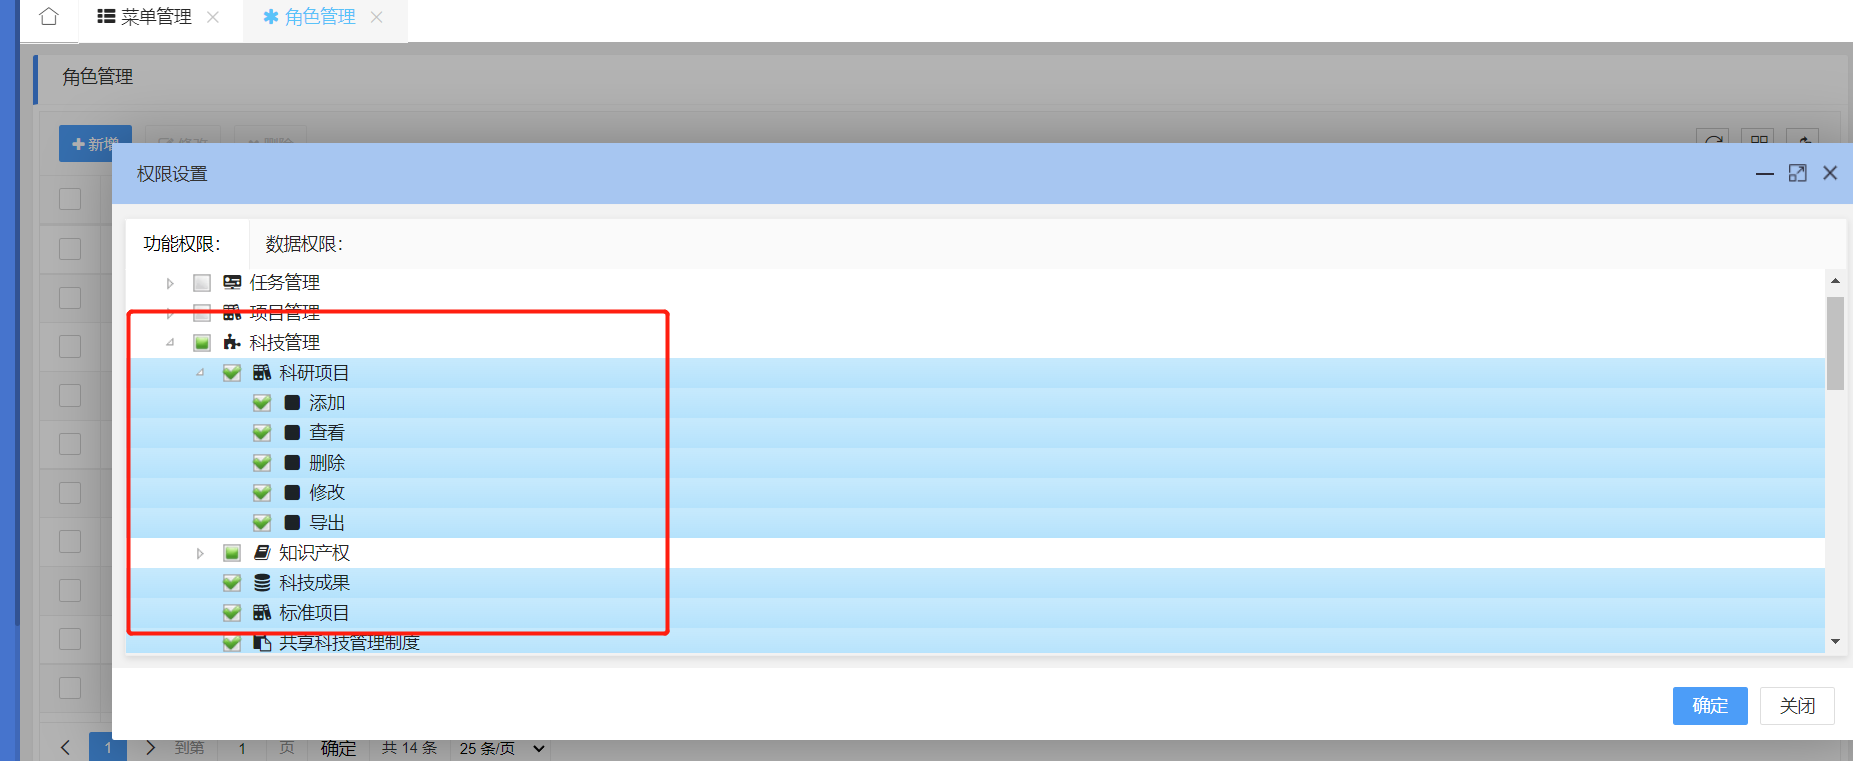 菜单管理
角色管理
角色管理
新增
权限设置
功能权限：
数据权限：
任务管理
项目管理
科技管理
科研项目
添加
查看
删除
修改
导出
知识产权
科技成果
标准项目
共享科技管理制度
确定
关闭
1 到第 1 页 确定 共 14 条 25 条/页